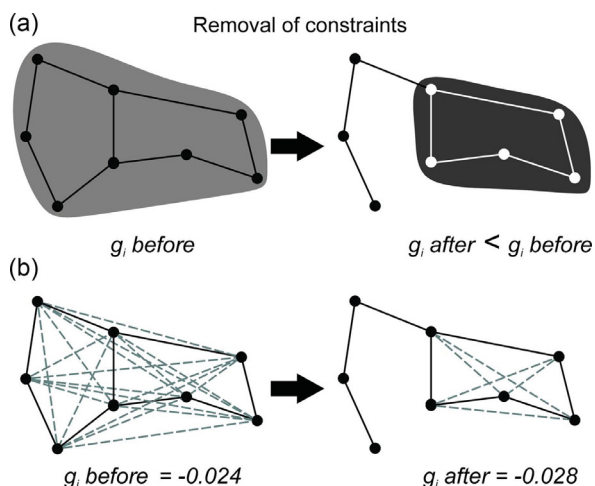 (a)
Removal of constraints
g_i before
g_i after < g_i before
(b)
g_i before = -0.024
g_i after = -0.028